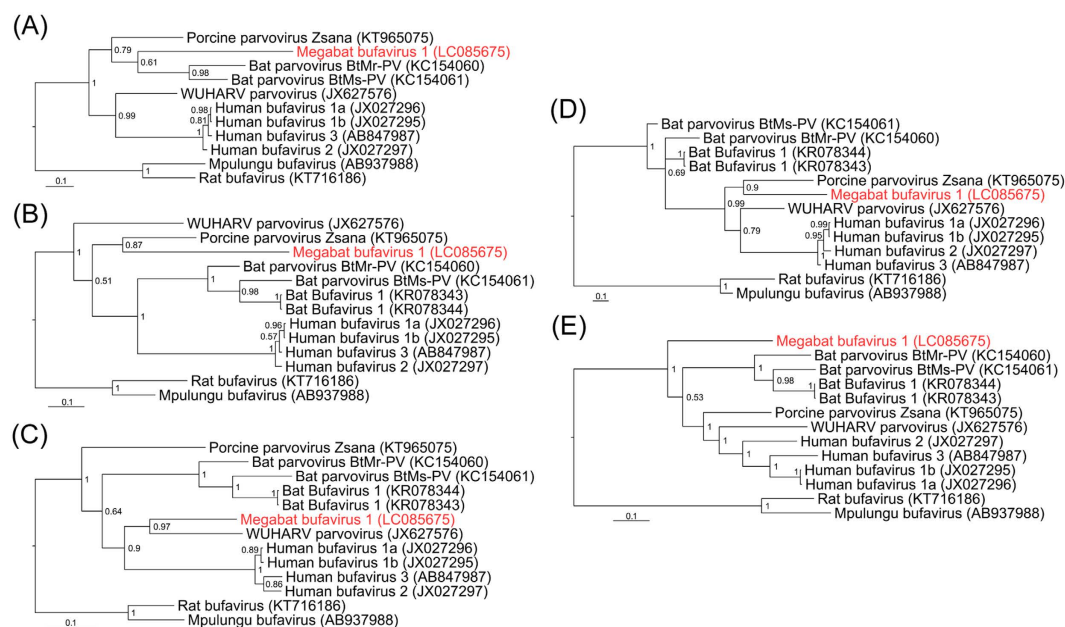 (A)
Porcine parvovirus Zsana (KT965075)
0.79
Megabat bufavirus 1 (LC085675)
0.61
Bat parvovirus BtMr-PV (KC154060)
0.98
Bat parvovirus BtMs-PV (KC154061)
1
WUHARV parvovirus (JX627576)
0.98
Human bufavirus 1a (JX027296)
0.99
0.81
Human bufavirus 1b (JX027295)
1
Human bufavirus 3 (AB847987)
Human bufavirus 2 (JX027297)
Mpulungu bufavirus (AB937988)
1
Rat bufavirus (KT716186)
0.1
(B)
WUHARV parvovirus (JX627576)
1
Porcine parvovirus Zsana (KT965075)
0.87
Megabat bufavirus 1 (LC085675)
0.51
Bat parvovirus BtMr-PV (KC154060)
1
Bat parvovirus BtMs-PV (KC154061)
0.98
1
Bat Bufavirus 1 (KR078343)
Bat Bufavirus 1 (KR078344)
1
0.96
Human bufavirus 1a (JX027296)
0.57
Human bufavirus 1b (JX027295)
1
Human bufavirus 3 (AB847987)
Human bufavirus 2 (JX027297)
Rat bufavirus (KT716186)
1
Mpulungu bufavirus (AB937988)
0.1
(C)
Porcine parvovirus Zsana (KT965075)
1
Bat parvovirus BtMr-PV (KC154060)
1
Bat parvovirus BtMs-PV (KC154061)
1
1
Bat Bufavirus 1 (KR078344)
Bat Bufavirus 1 (KR078343)
0.64
Megabat bufavirus 1 (LC085675)
0.97
WUHARV parvovirus (JX627576)
0.9
0.89
Human bufavirus 1a (JX027296)
Human bufavirus 1b (JX027295)
1
Human bufavirus 3 (AB847987)
0.86
Human bufavirus 2 (JX027297)
Rat bufavirus (KT716186)
1
Mpulungu bufavirus (AB937988)
0.1
(D)
Bat parvovirus BtMs-PV (KC154061)
1
Bat parvovirus BtMr-PV (KC154060)
1
1
Bat Bufavirus 1 (KR078344)
Bat Bufavirus 1 (KR078343)
0.69
Porcine parvovirus Zsana (KT965075)
0.9
Megabat bufavirus 1 (LC085675)
0.99
WUHARV parvovirus (JX627576)
0.79
0.99
Human bufavirus 1a (JX027296)
0.95
Human bufavirus 1b (JX027295)
1
Human bufavirus 2 (JX027297)
Human bufavirus 3 (AB847987)
Rat bufavirus (KT716186)
1
Mpulungu bufavirus (AB937988)
0.1
(E)
Megabat bufavirus 1 (LC085675)
1
Bat parvovirus BtMr-PV (KC154060)
1
Bat parvovirus BtMs-PV (KC154061)
0.98
1
Bat Bufavirus 1 (KR078344)
Bat Bufavirus 1 (KR078343)
0.53
Porcine parvovirus Zsana (KT965075)
1
WUHARV parvovirus (JX627576)
1
Human bufavirus 2 (JX027297)
1
Human bufavirus 3 (AB847987)
1
1
Human bufavirus 1b (JX027295)
Human bufavirus 1a (JX027296)
Rat bufavirus (KT716186)
1
Mpulungu bufavirus (AB937988)
0.1